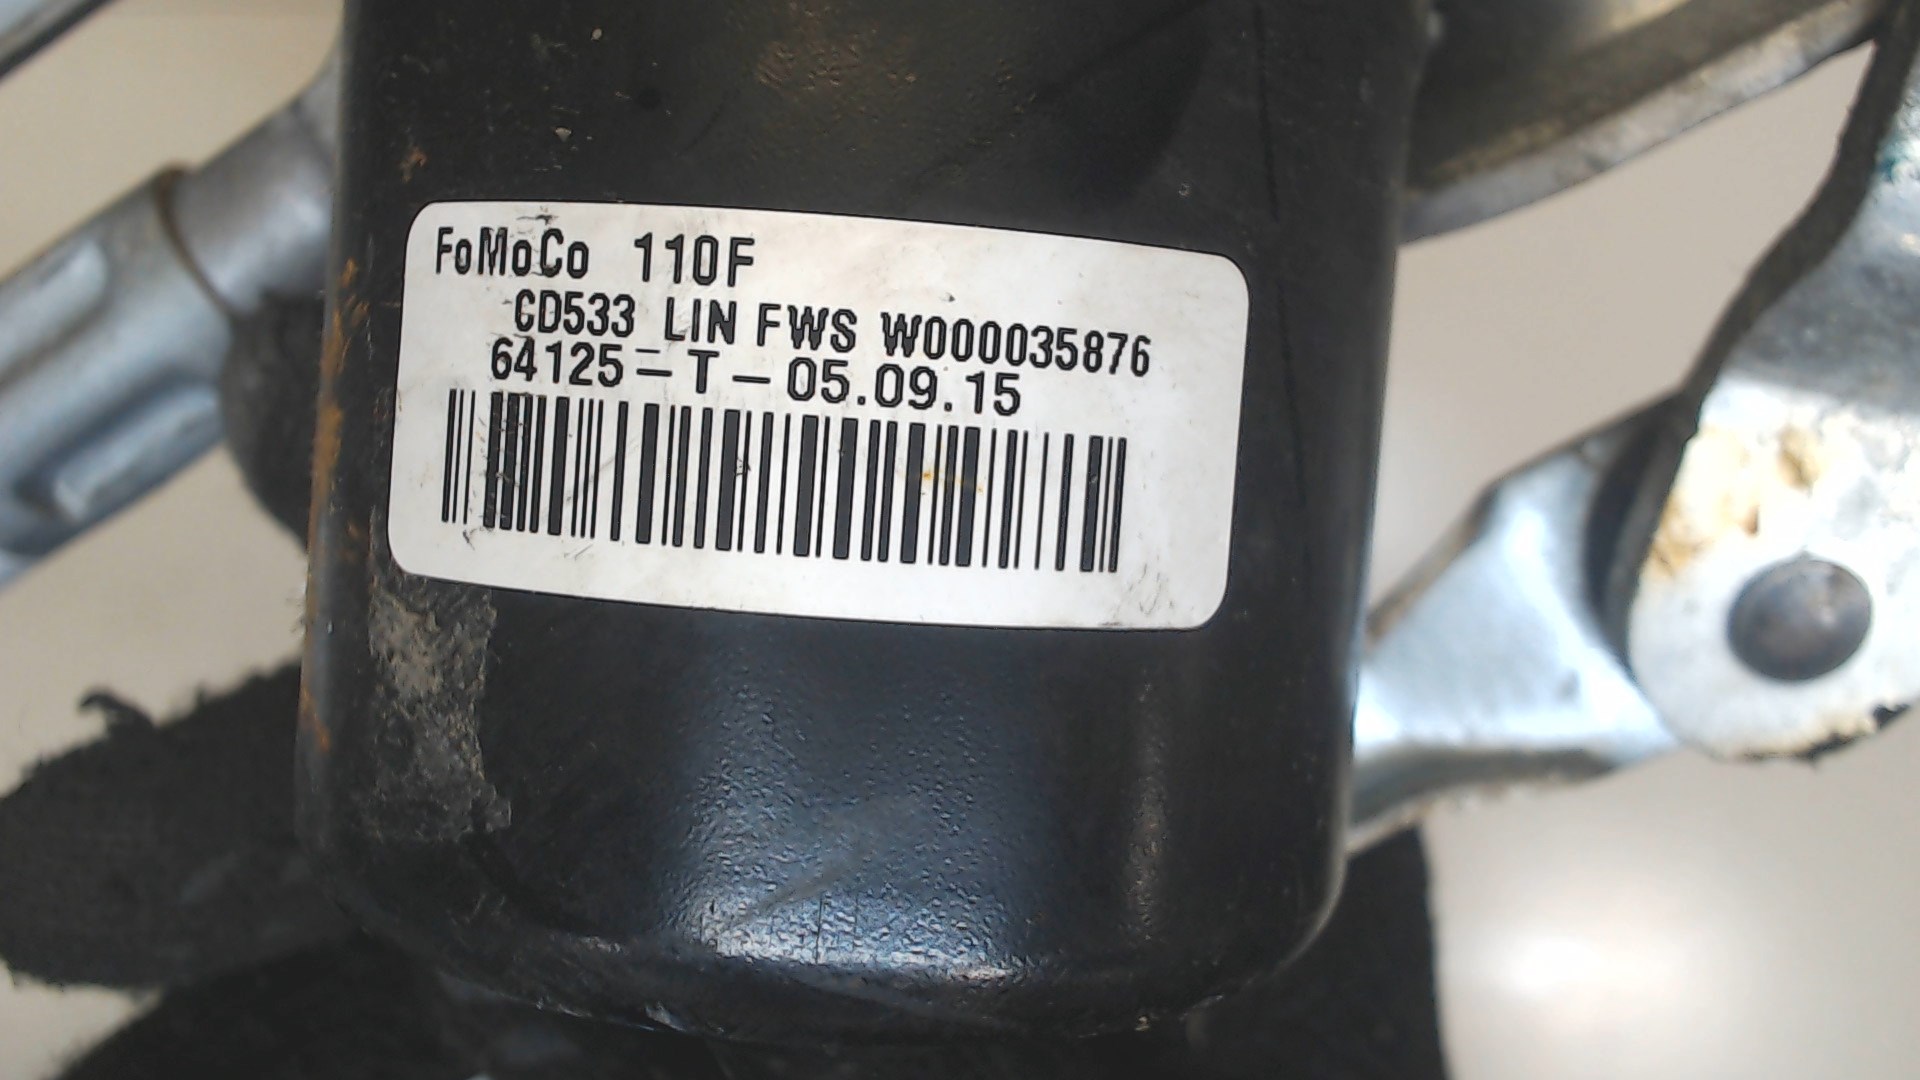 FoMoCo 110F
CD533 LIN FWS W000035876
64125-T-05.09.15